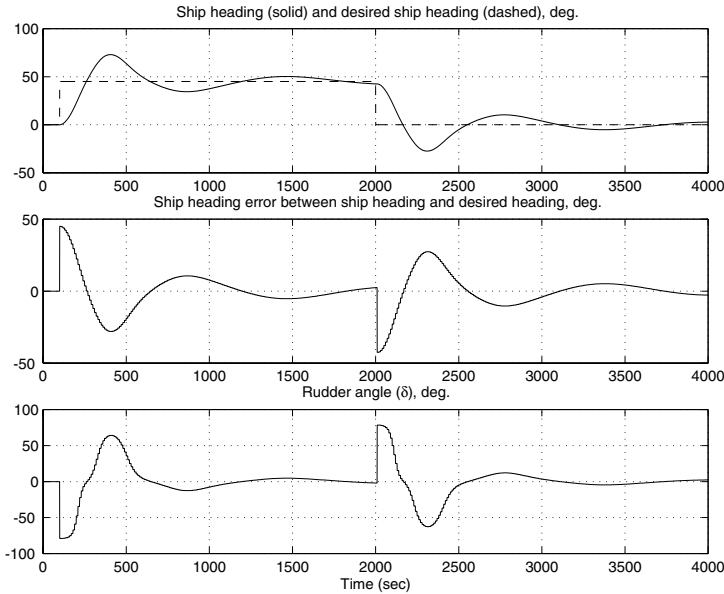 Ship heading (solid) and desired ship heading (dashed), deg.
100
50
0
-50
0 500 1000 1500 2000 2500 3000 3500 4000
Ship heading error between ship heading and desired heading, deg.
50
0
-50
0 500 1000 1500 2000 2500 3000 3500 4000
Rudder angle (δ), deg.
100
50
0
-50
-100
0 500 1000 1500 2000 2500 3000 3500 4000
Time (sec)